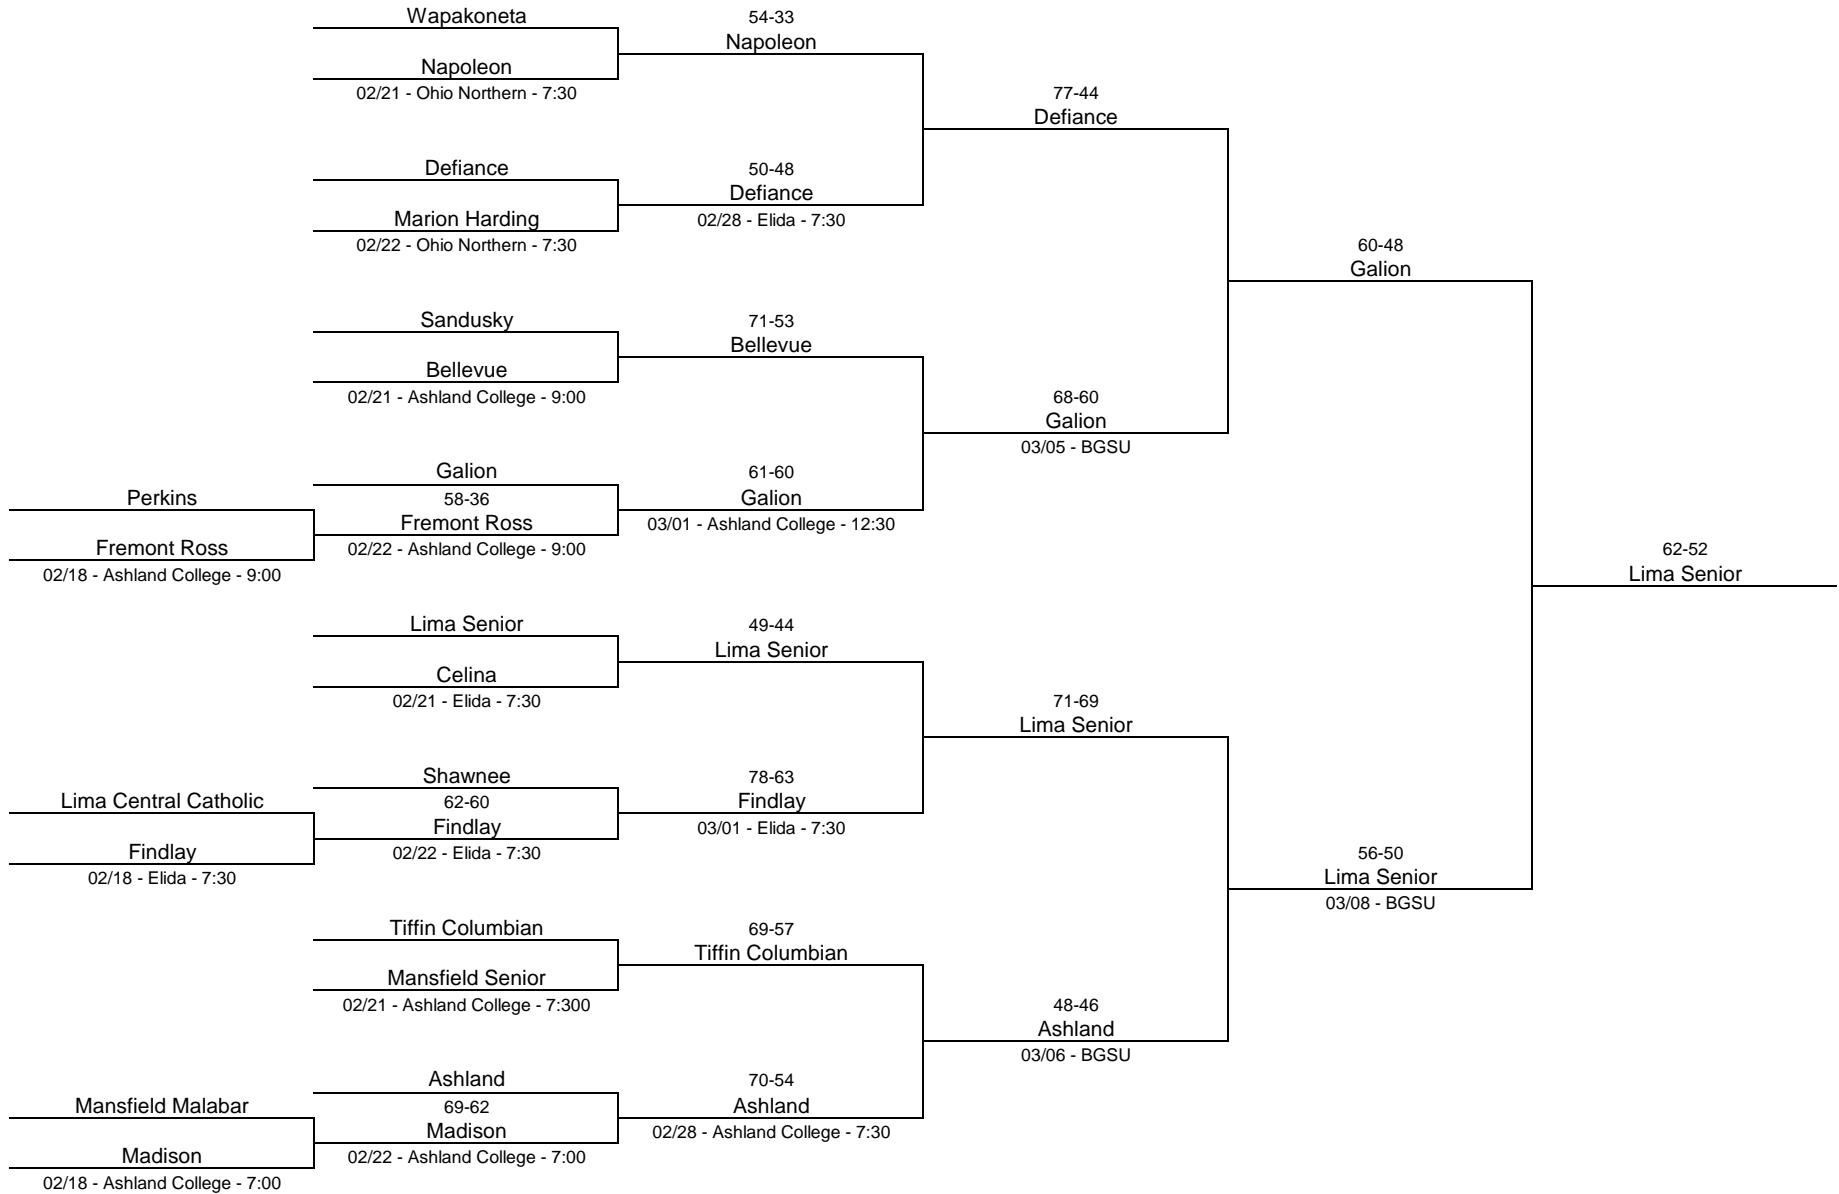 Wapakoneta
54-33
Napoleon
Napoleon
02/21 - Ohio Northern - 7:30
77-44
Defiance
Defiance
50-48
Defiance
Marion Harding
02/28 - Elida - 7:30
02/22 - Ohio Northern - 7:30
60-48
Galion
Sandusky
71-53
Bellevue
Bellevue
02/21 - Ashland College - 9:00
68-60
Galion
03/05 - BGSU
Galion
61-60
Perkins
58-36
Galion
Fremont Ross
03/01 - Ashland College - 12:30
Fremont Ross
02/22 - Ashland College - 9:00
02/18 - Ashland College - 9:00
62-52
Lima Senior
Lima Senior
49-44
Lima Senior
Celina
02/21 - Elida - 7:30
71-69
Lima Senior
Shawnee
78-63
Lima Central Catholic
62-60
Findlay
Findlay
03/01 - Elida - 7:30
Findlay
02/22 - Elida - 7:30
02/18 - Elida - 7:30
56-50
Lima Senior
03/08 - BGSU
Tiffin Columbian
69-57
Tiffin Columbian
Mansfield Senior
02/21 - Ashland College - 7:300
48-46
Ashland
03/06 - BGSU
Ashland
70-54
Mansfield Malabar
69-62
Ashland
Madison
02/28 - Ashland College - 7:30
Madison
02/22 - Ashland College - 7:00
02/18 - Ashland College - 7:00